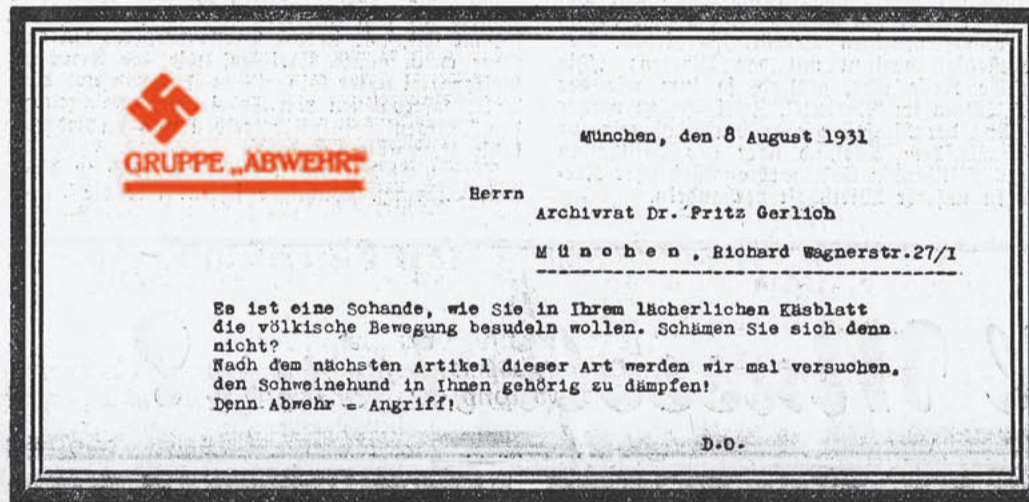 GRUPPE „ABWEHR“
München, den 8 August 1931
Herrn
Archivrat Dr. Fritz Gerlich
M ü n c h e n , Richard Wagnerstr.27/1
Es ist eine Schande, wie Sie in Ihrem lächerlichen Käsblatt
die völkische Bewegung besudeln wollen. Schämen Sie sich denn
nicht?
Nach dem nächsten Artikel dieser Art werden wir mal versuchen,
den Schweinehund in Ihnen gehörig zu dämpfen!
Denn Abwehr = Angriff!
D.O.